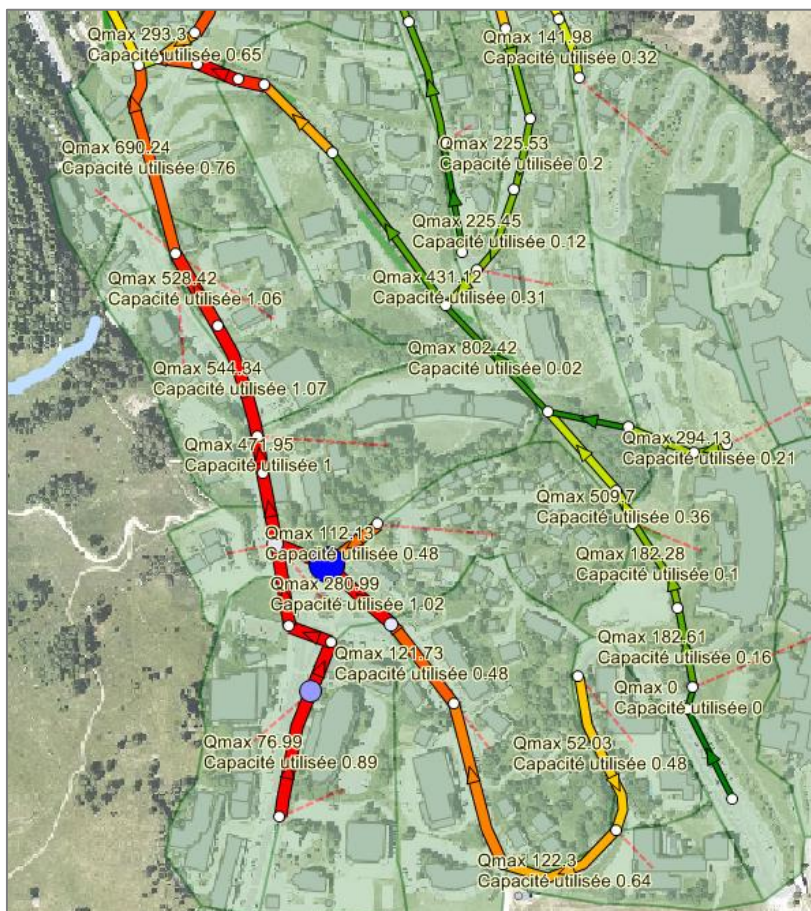 Qmax 293.3
Capacité utilisée 0.65
Qmax 141.98
Capacité utilisée 0.32
Qmax 690.24
Capacité utilisée 0.76
Qmax 225.53
Capacité utilisée 0.2
Qmax 225.45
Capacité utilisée 0.12
Qmax 528.42
Capacité utilisée 1.06
Qmax 431.12
Capacité utilisée 0.31
Qmax 802.42
Capacité utilisée 0.02
Qmax 544.34
Capacité utilisée 1.07
Qmax 471.95
Capacité utilisée 1
Qmax 294.13
Capacité utilisée 0.21
Qmax 509.7
Capacité utilisée 0.36
Qmax 112.13
Capacité utilisée 0.48
Qmax 182.28
Capacité utilisée 0.1
Qmax 280.99
Capacité utilisée 1.02
Qmax 182.61
Capacité utilisée 0.16
Qmax 121.73
Capacité utilisée 0.48
Qmax 0
Capacité utilisée 0
Qmax 76.99
Capacité utilisée 0.89
Qmax 52.03
Capacité utilisée 0.48
Qmax 122.3
Capacité utilisée 0.64